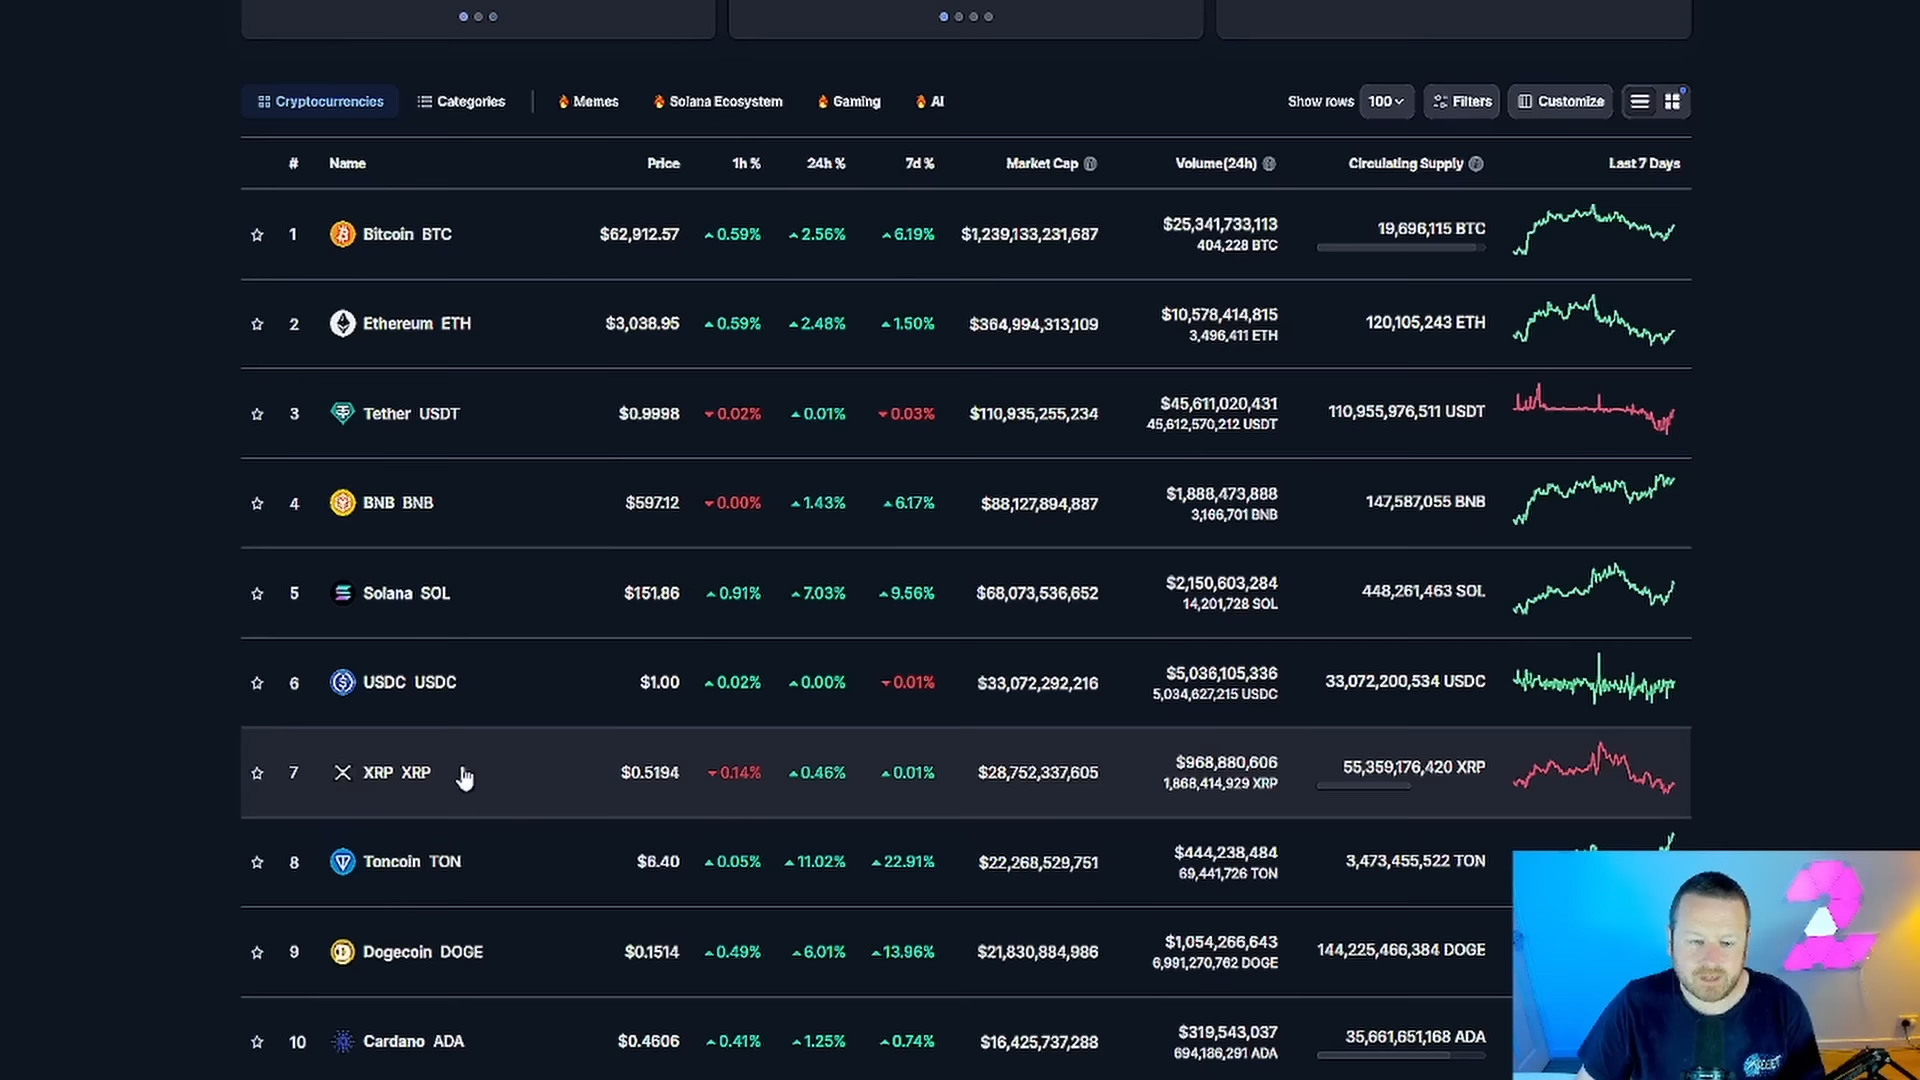 Cryptocurrencies Categories Memes Solana Ecosystem Gaming AI Show rows 100 Filters Customize
# Name Price 1h % 24h % 7d % Market Cap Volume(24h) Circulating Supply Last 7 Days
1 Bitcoin BTC $62,912.57 0.59% 2.56% 6.19% $1,239,133,231,687 $25,341,733,113 19,696,115 BTC
404,228 BTC
2 Ethereum ETH $3,038.95 0.59% 2.48% 1.50% $364,994,313,109 $10,578,414,815 120,105,243 ETH
3,496,411 ETH
3 Tether USDT $0.9998 0.02% 0.01% 0.03% $110,935,255,234 $45,611,020,431 110,955,976,511 USDT
45,612,570,212 USDT
4 BNB BNB $597.12 0.00% 1.43% 6.17% $88,127,894,887 $1,888,473,888 147,587,055 BNB
3,166,701 BNB
5 Solana SOL $151.86 0.91% 7.03% 9.56% $68,073,536,652 $2,150,603,284 448,261,463 SOL
14,201,728 SOL
6 USDC USDC $1.00 0.02% 0.00% 0.01% $33,072,292,216 $5,036,105,336 33,072,200,534 USDC
5,034,627,215 USDC
7 XRP XRP $0.5194 0.14% 0.46% 0.01% $28,752,337,605 $968,880,606 55,359,176,420 XRP
1,868,414,929 XRP
8 Toncoin TON $6.40 0.05% 11.02% 22.91% $22,268,529,751 $444,238,484 3,473,455,522 TON
69,441,726 TON
9 Dogecoin DOGE $0.1514 0.49% 6.01% 13.96% $21,830,884,986 $1,054,266,643 144,225,466,384 DOGE
6,991,270,762 DOGE
10 Cardano ADA $0.4606 0.41% 1.25% 0.74% $16,425,737,288 $319,543,037 35,661,651,168 ADA
694,186,291 ADA